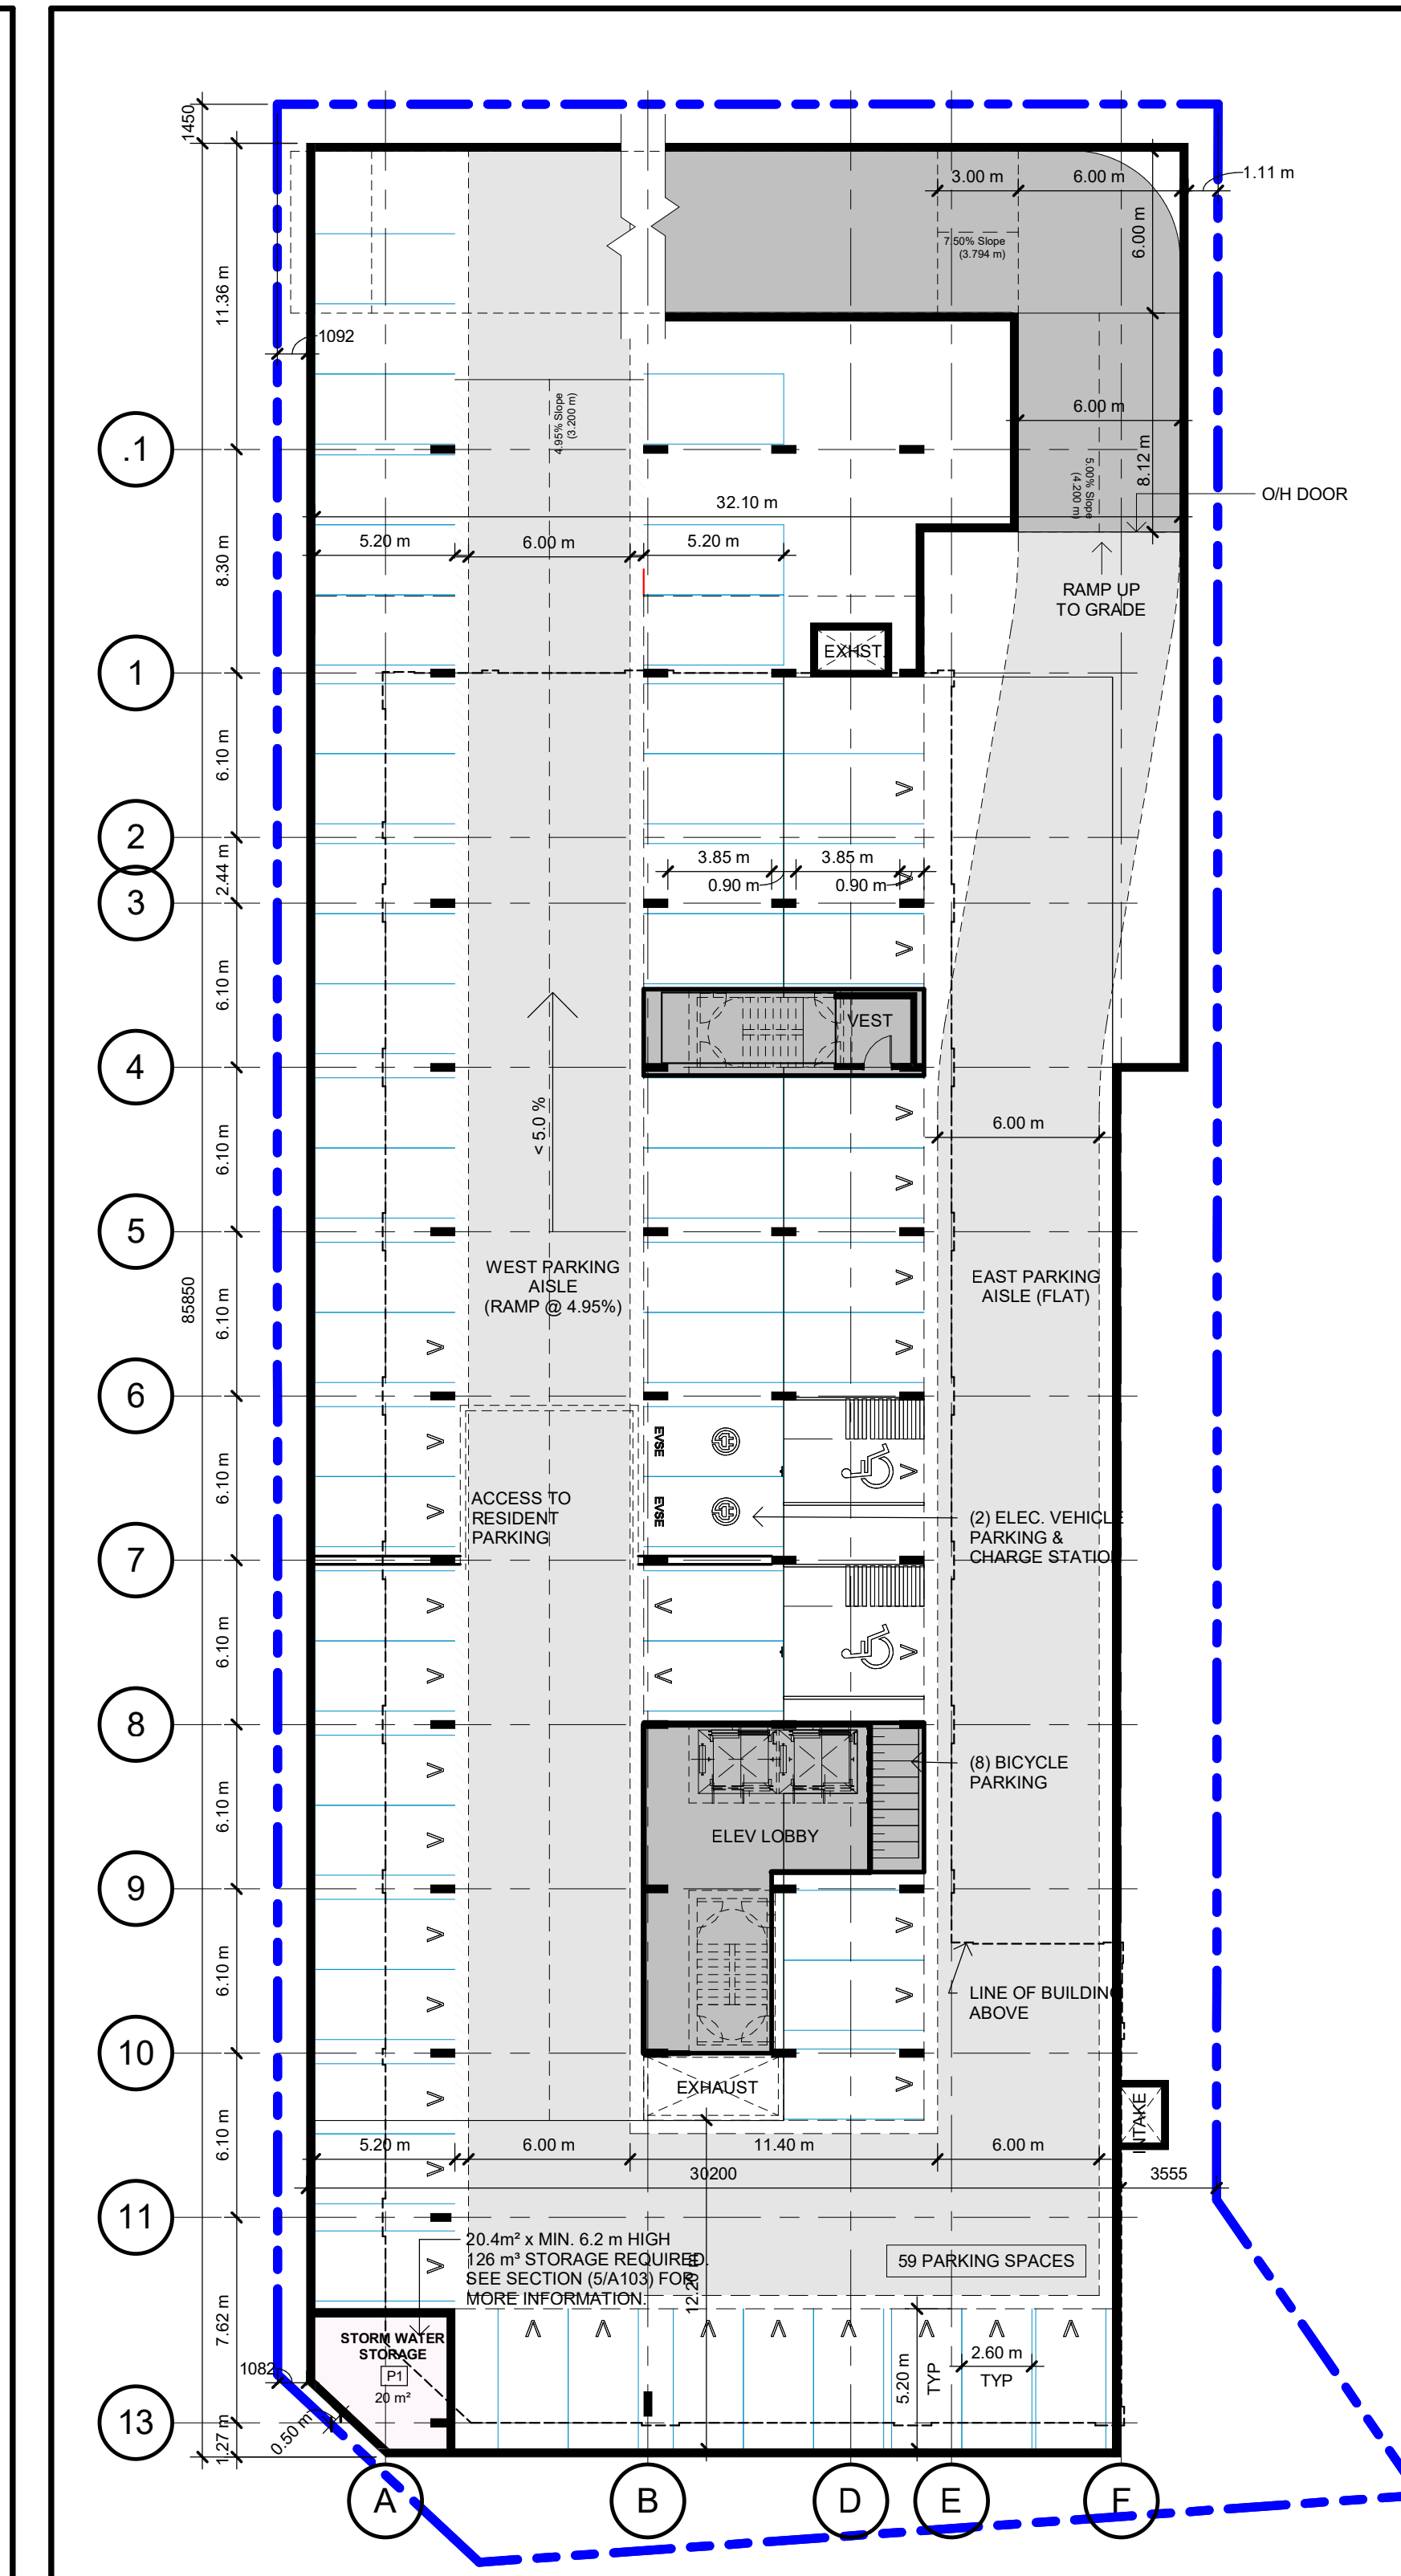 1450
3.00 m
6.00 m
1.11 m
7.50% Slope
(3.794 m)
6.00 m
11.36 m
1092
4.95% Slope
(3.200 m)
6.00 m
.1
8.12 m
5.00% Slope
(4.200 m)
O/H DOOR
32.10 m
5.20 m
6.00 m
5.20 m
8.30 m
RAMP UP
TO GRADE
EXHST.
1
6.10 m
2
3.85 m
3.85 m
2.44 m
0.90 m
0.90 m
3
6.10 m
VEST
4
< 5.0 %
6.00 m
6.10 m
5
WEST PARKING
AISLE
(RAMP @ 4.95%)
EAST PARKING
AISLE (FLAT)
85850
6.10 m
6
EVSE
6.10 m
ACCESS TO
RESIDENT
PARKING
EVSE
(2) ELEC. VEHICLE
PARKING &
CHARGE STATION
7
6.10 m
8
(8) BICYCLE
PARKING
6.10 m
ELEV LOBBY
9
6.10 m
LINE OF BUILDING
ABOVE
10
EXHAUST
INTAKE
6.10 m
5.20 m
6.00 m
11.40 m
6.00 m
30200
3555
11
20.4m² x MIN. 6.2 m HIGH
126 m³ STORAGE REQUIRED.
SEE SECTION (5/A103) FOR
MORE INFORMATION.
12.20 m
59 PARKING SPACES
7.62 m
STORM WATER
STORAGE
P1
20 m²
1082
5.20 m
TYP
2.60 m
TYP
0.50 m
13
1.27 m
A
B
D
E
F